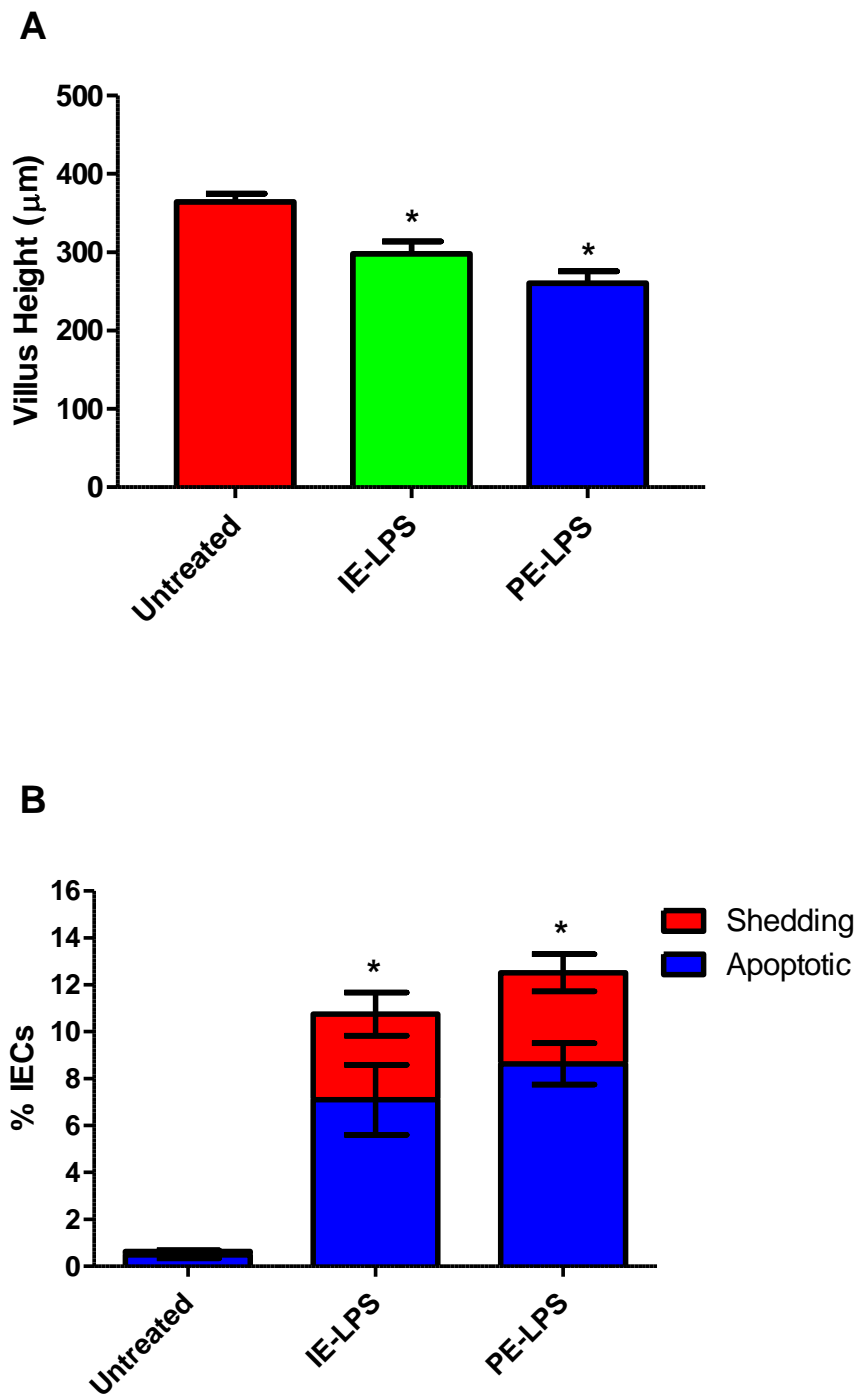 A
Villus Height (μm)
500
400
300
200
100
0
*
*
Untreated
IE-LPS
PE-LPS
B
% IECs
16
14
12
10
8
6
4
2
0
*
*
Shedding
Apoptotic
Untreated
IE-LPS
PE-LPS